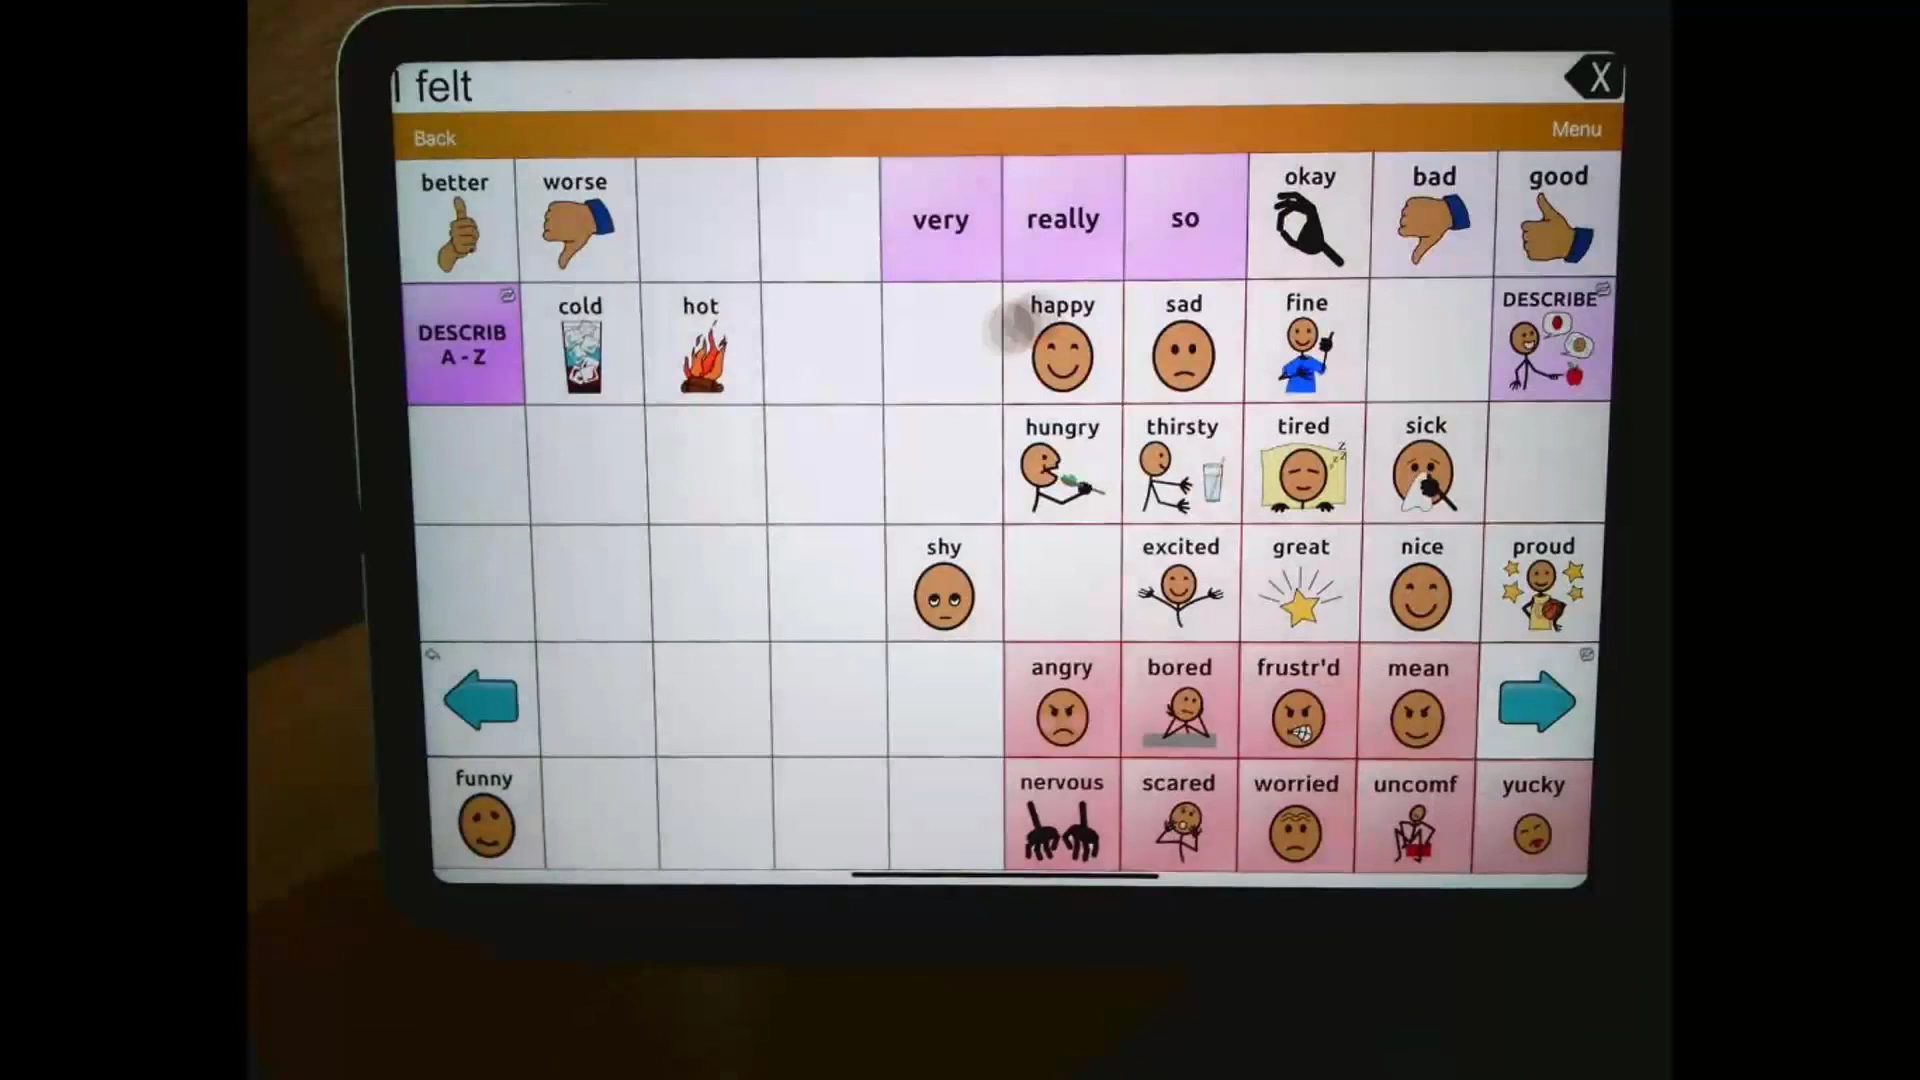 I felt
X
Back
Menu
better worse very really so okay bad good
DESCRIB
A - Z
cold hot happy sad fine DESCRIBE
hungry thirsty tired sick
shy excited great nice proud
angry bored frustr'd mean
funny nervous scared worried uncomf yucky